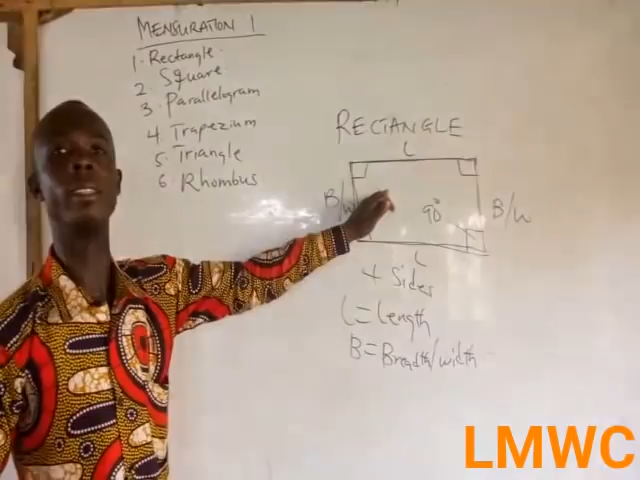 MENSURATION 1
1. Rectangle
2. Square
3. Parallelogram
4. Trapezium
5. Triangle
6. Rhombus
RECTANGLE
L
B/w
90°
B/w
L
4 Sides
L = Length
B = Breadth/width
LMWC